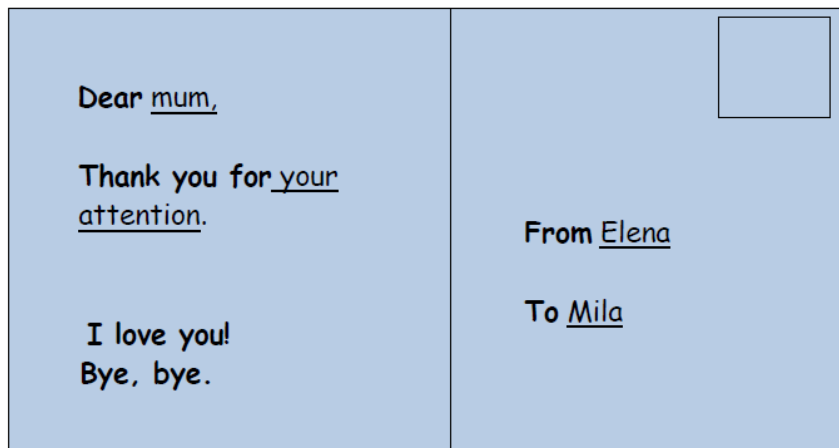 Dear mum,
Thank you for your
attention.
I love you!
Bye, bye.
From Elena
To Mila